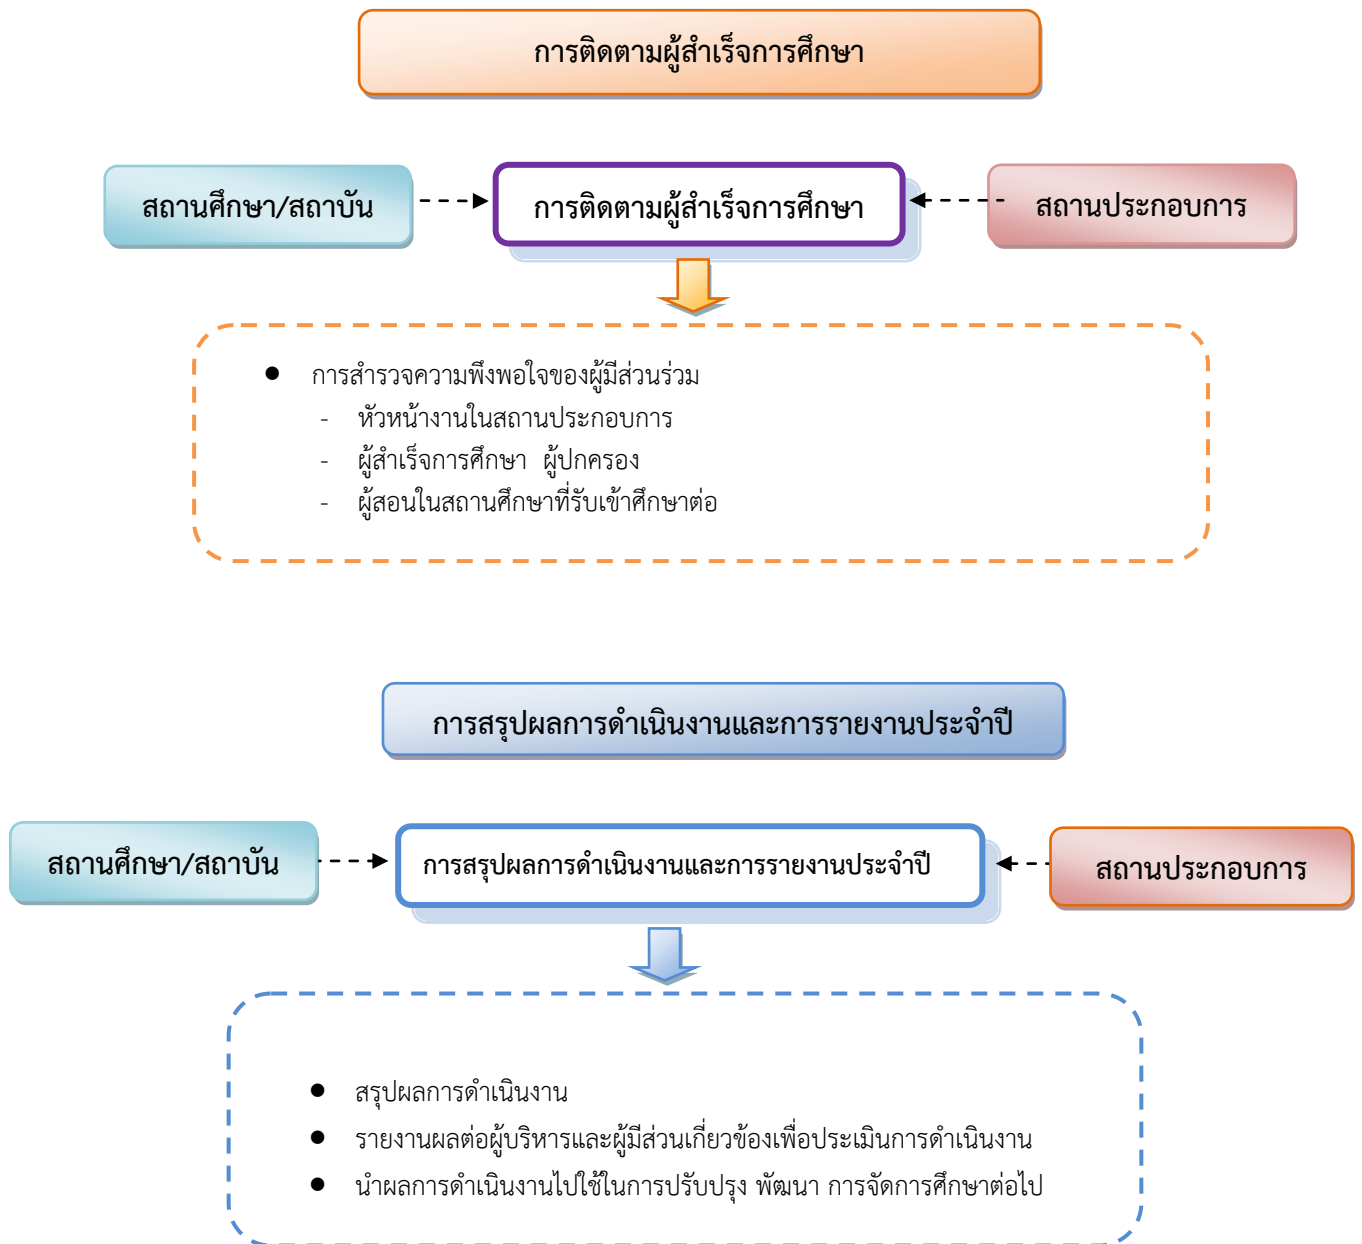 การติดตามผู้สำเร็จการศึกษา
สถานศึกษา/สถาบัน
การติดตามผู้สำเร็จการศึกษา
สถานประกอบการ
● การสำรวจความพึงพอใจของผู้มีส่วนร่วม
- หัวหน้างานในสถานประกอบการ
- ผู้สำเร็จการศึกษา ผู้ปกครอง
- ผู้สอนในสถานศึกษาที่รับเข้าศึกษาต่อ
การสรุปผลการดำเนินงานและการรายงานประจำปี
สถานศึกษา/สถาบัน
การสรุปผลการดำเนินงานและการรายงานประจำปี
สถานประกอบการ
● สรุปผลการดำเนินงาน
● รายงานผลต่อผู้บริหารและผู้มีส่วนเกี่ยวข้องเพื่อประเมินการดำเนินงาน
● นำผลการดำเนินงานไปใช้ในการปรับปรุง พัฒนา การจัดการศึกษาต่อไป